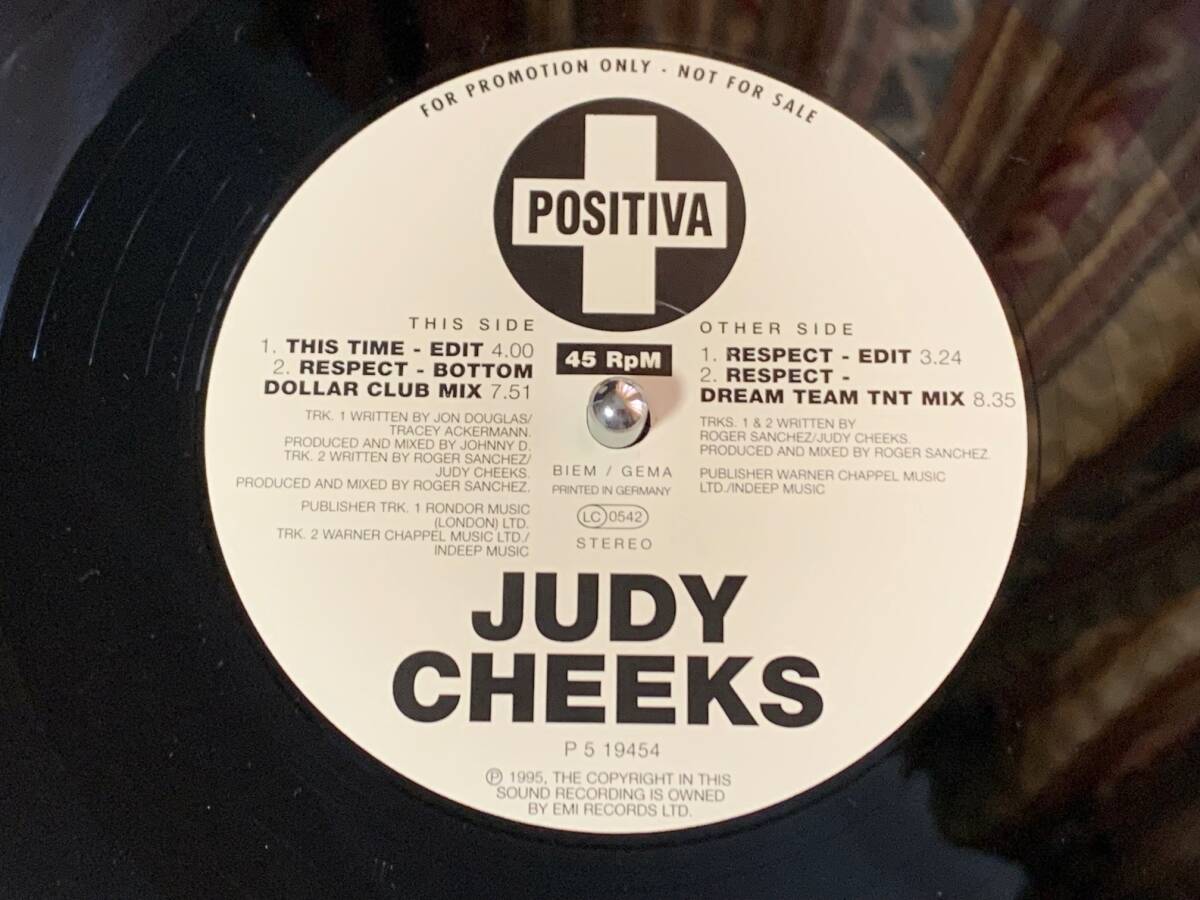 FOR PROMOTION ONLY - NOT FOR SALE
POSITIVA
THIS SIDE
1. THIS TIME - EDIT 4.00
2. RESPECT - BOTTOM
DOLLAR CLUB MIX 7.51
TRK. 1 WRITTEN BY JON DOUGLAS/
TRACEY ACKERMANN.
PRODUCED AND MIXED BY JOHNNY D.
TRK. 2 WRITTEN BY ROGER SANCHEZ/
JUDY CHEEKS.
PRODUCED AND MIXED BY ROGER SANCHEZ.
PUBLISHER TRK. 1 RONDOR MUSIC
(LONDON) LTD.
TRK. 2 WARNER CHAPPEL MUSIC LTD./
INDEEP MUSIC
45 RpM
BIEM / GEMA
PRINTED IN GERMANY
LC 0542
STEREO
OTHER SIDE
1. RESPECT - EDIT 3.24
2. RESPECT -
DREAM TEAM TNT MIX 8.35
TRKS. 1 & 2 WRITTEN BY
ROGER SANCHEZ/JUDY CHEEKS.
PRODUCED AND MIXED BY ROGER SANCHEZ.
PUBLISHER WARNER CHAPPEL MUSIC
LTD./INDEEP MUSIC
JUDY
CHEEKS
P 5 19454
℗ 1995, THE COPYRIGHT IN THIS
SOUND RECORDING IS OWNED
BY EMI RECORDS LTD.